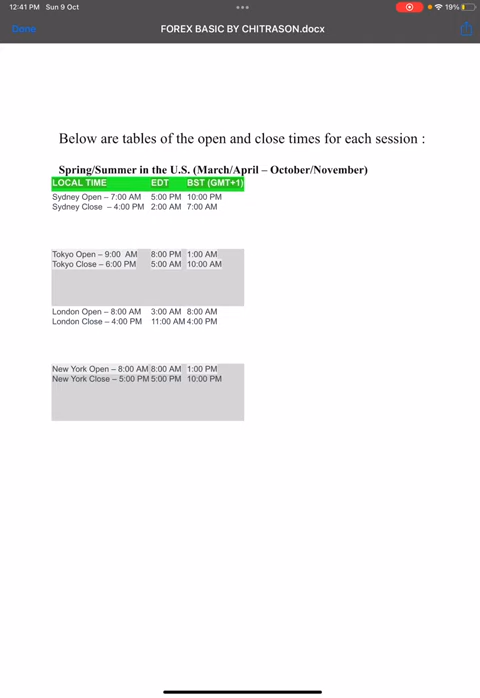 12:41 PM Sun 9 Oct
19%
Done
FOREX BASIC BY CHITRASON.docx
Below are tables of the open and close times for each session :
Spring/Summer in the U.S. (March/April – October/November)
LOCAL TIME EDT BST (GMT+1)
Sydney Open – 7:00 AM 5:00 PM 10:00 PM
Sydney Close – 4:00 PM 2:00 AM 7:00 AM
Tokyo Open – 9:00 AM 8:00 PM 1:00 AM
Tokyo Close – 6:00 PM 5:00 AM 10:00 AM
London Open – 8:00 AM 3:00 AM 8:00 AM
London Close – 4:00 PM 11:00 AM 4:00 PM
New York Open – 8:00 AM 8:00 AM 1:00 PM
New York Close – 5:00 PM 5:00 PM 10:00 PM